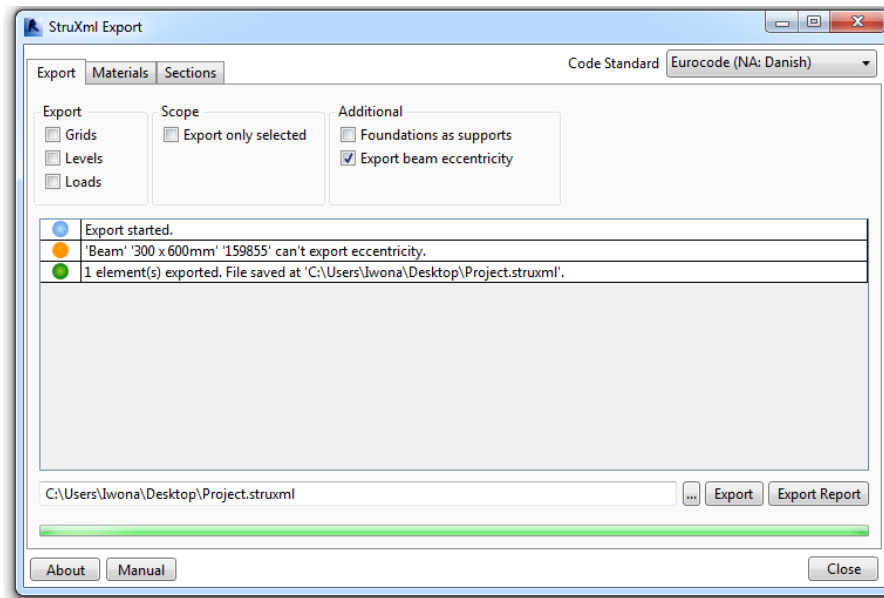 StruXml Export
Code Standard Eurocode (NA: Danish)
Export Materials Sections
Export Scope Additional
Grids Export only selected Foundations as supports
Levels Export beam eccentricity
Loads
Export started.
'Beam' '300 x 600mm' '159855' can't export eccentricity.
1 element(s) exported. File saved at 'C:\Users\Iwona\Desktop\Project.struxml'.
C:\Users\Iwona\Desktop\Project.struxml ... Export Export Report
About Manual Close